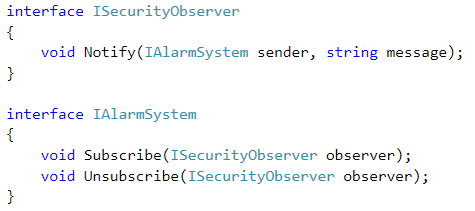 interface ISecurityObserver
{
    void Notify(IAlarmSystem sender, string message);
}

interface IAlarmSystem
{
    void Subscribe(ISecurityObserver observer);
    void Unsubscribe(ISecurityObserver observer);
}